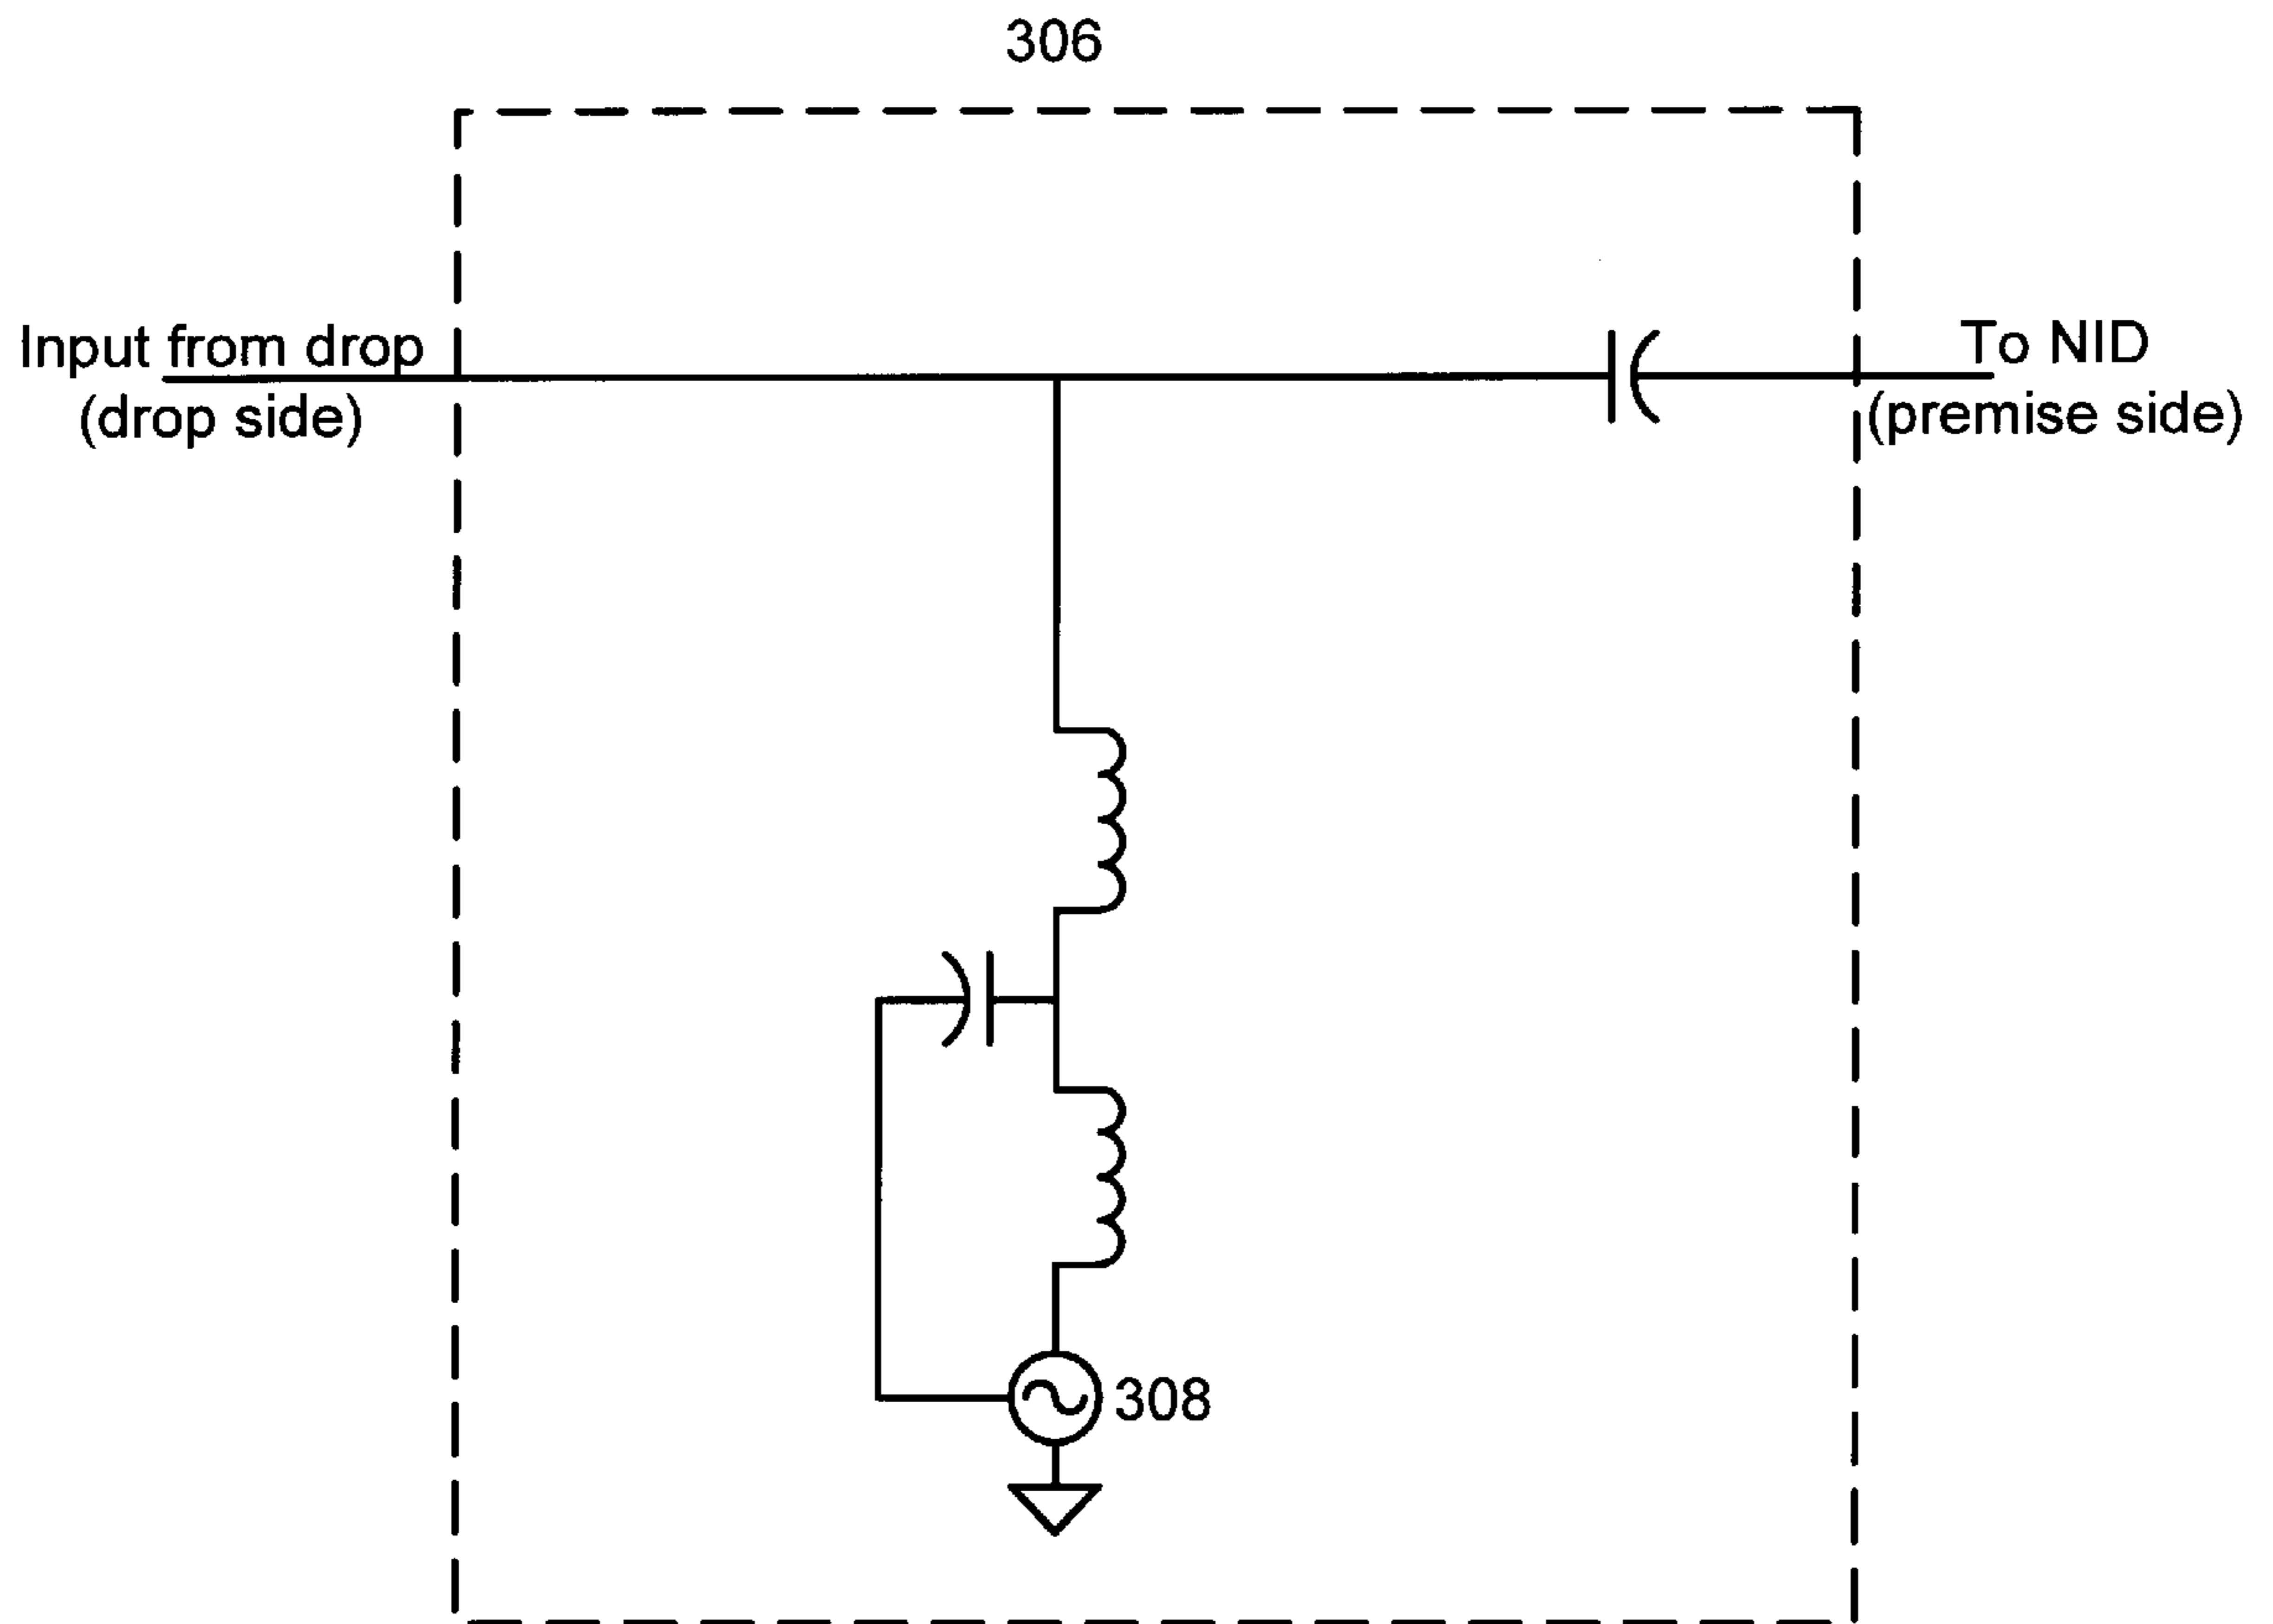 306
Input from drop
(drop side)
To NID
(premise side)
308